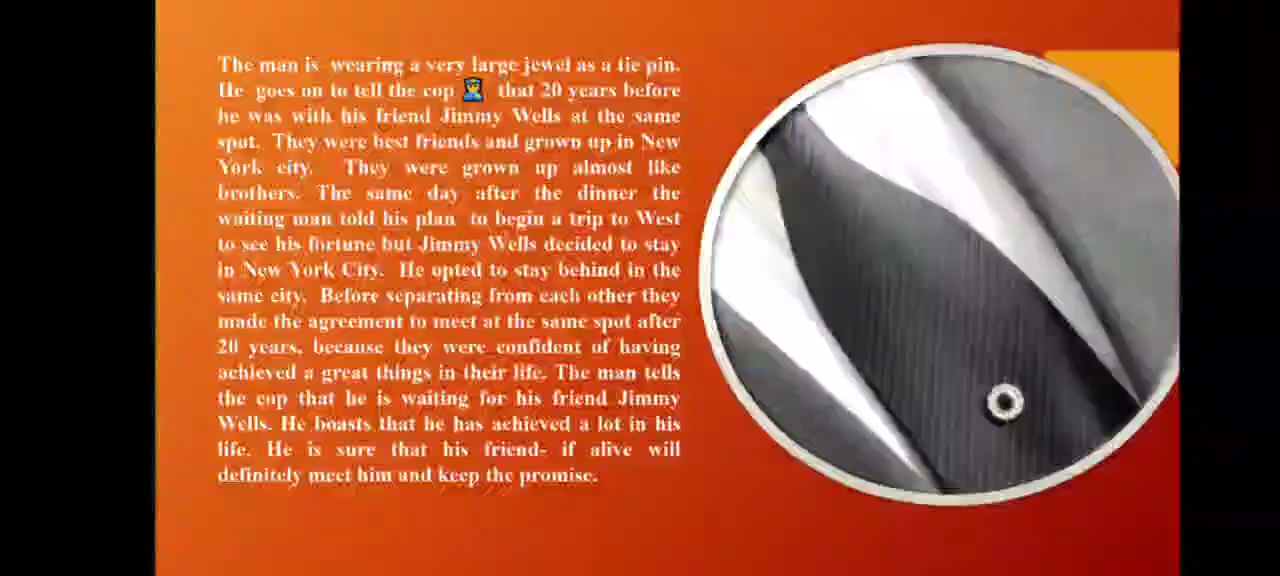 The man is wearing a very large jewel as a tie pin.
He goes on to tell the cop 👮 that 20 years before
he was with his friend Jimmy Wells at the same
spot. They were best friends and grown up in New
York city. They were grown up almost like
brothers. The same day after the dinner the
waiting man told his plan to begin a trip to West
to see his fortune but Jimmy Wells decided to stay
in New York City. He opted to stay behind in the
same city. Before separating from each other they
made the agreement to meet at the same spot after
20 years, because they were confident of having
achieved a great things in their life. The man tells
the cop that he is waiting for his friend Jimmy
Wells. He boasts that he has achieved a lot in his
life. He is sure that his friend- if alive will
definitely meet him and keep the promise.